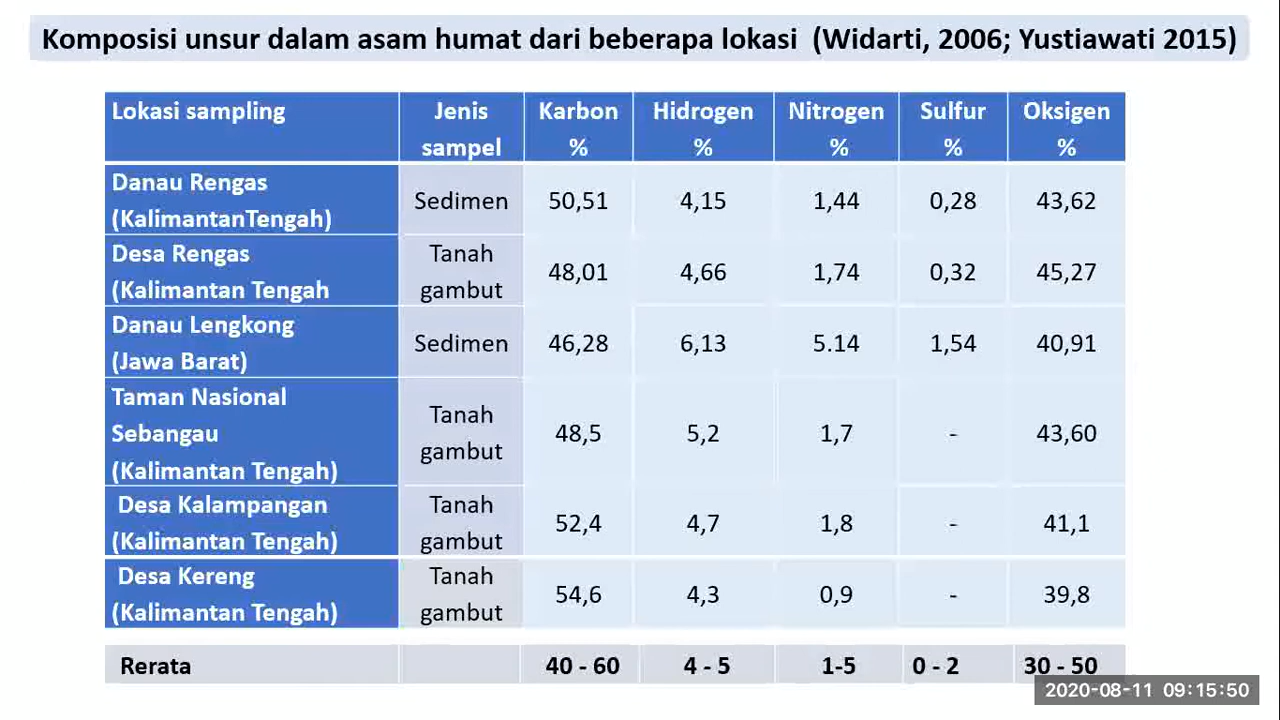 Komposisi unsur dalam asam humat dari beberapa lokasi (Widarti, 2006; Yustiawati 2015)
Lokasi sampling Jenis sampel Karbon % Hidrogen % Nitrogen % Sulfur % Oksigen %
Danau Rengas (KalimantanTengah) Sedimen 50,51 4,15 1,44 0,28 43,62
Desa Rengas (Kalimantan Tengah Tanah gambut 48,01 4,66 1,74 0,32 45,27
Danau Lengkong (Jawa Barat) Sedimen 46,28 6,13 5.14 1,54 40,91
Taman Nasional Sebangau (Kalimantan Tengah) Tanah gambut 48,5 5,2 1,7 - 43,60
Desa Kalampangan (Kalimantan Tengah) Tanah gambut 52,4 4,7 1,8 - 41,1
Desa Kereng (Kalimantan Tengah) Tanah gambut 54,6 4,3 0,9 - 39,8
Rerata 40 - 60 4 - 5 1-5 0 - 2 30 - 50
2020-08-11 09:15:50